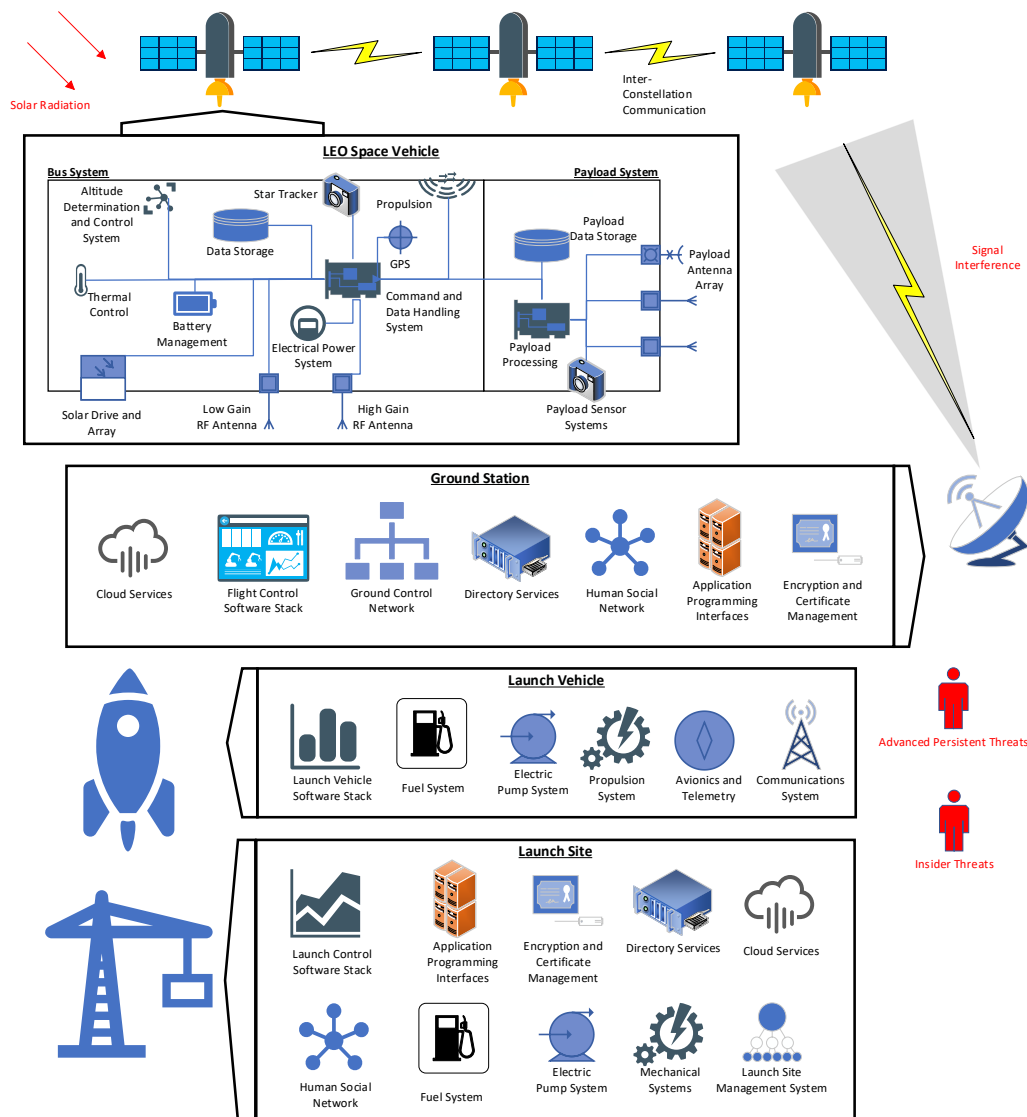 Solar Radiation
Inter-
Constellation
Communication
LEO Space Vehicle
Bus System
Payload System
Altitude
Determination
and Control
System
Star Tracker
Propulsion
Data Storage
GPS
Thermal
Control
Battery
Management
Electrical Power
System
Command and
Data Handling
System
Payload
Data Storage
Payload
Antenna
Array
Payload
Processing
Solar Drive and
Array
Low Gain
RF Antenna
High Gain
RF Antenna
Payload Sensor
Systems
Signal
Interference
Ground Station
Cloud Services
Flight Control
Software Stack
Ground Control
Network
Directory Services
Human Social
Network
Application
Programming
Interfaces
Encryption and
Certificate
Management
Launch Vehicle
Launch Vehicle
Software Stack
Fuel System
Electric
Pump System
Propulsion
System
Avionics and
Telemetry
Communications
System
Advanced Persistent Threats
Insider Threats
Launch Site
Launch Control
Software Stack
Application
Programming
Interfaces
Encryption and
Certificate
Management
Directory Services
Cloud Services
Human Social
Network
Fuel System
Electric
Pump System
Mechanical
Systems
Launch Site
Management System